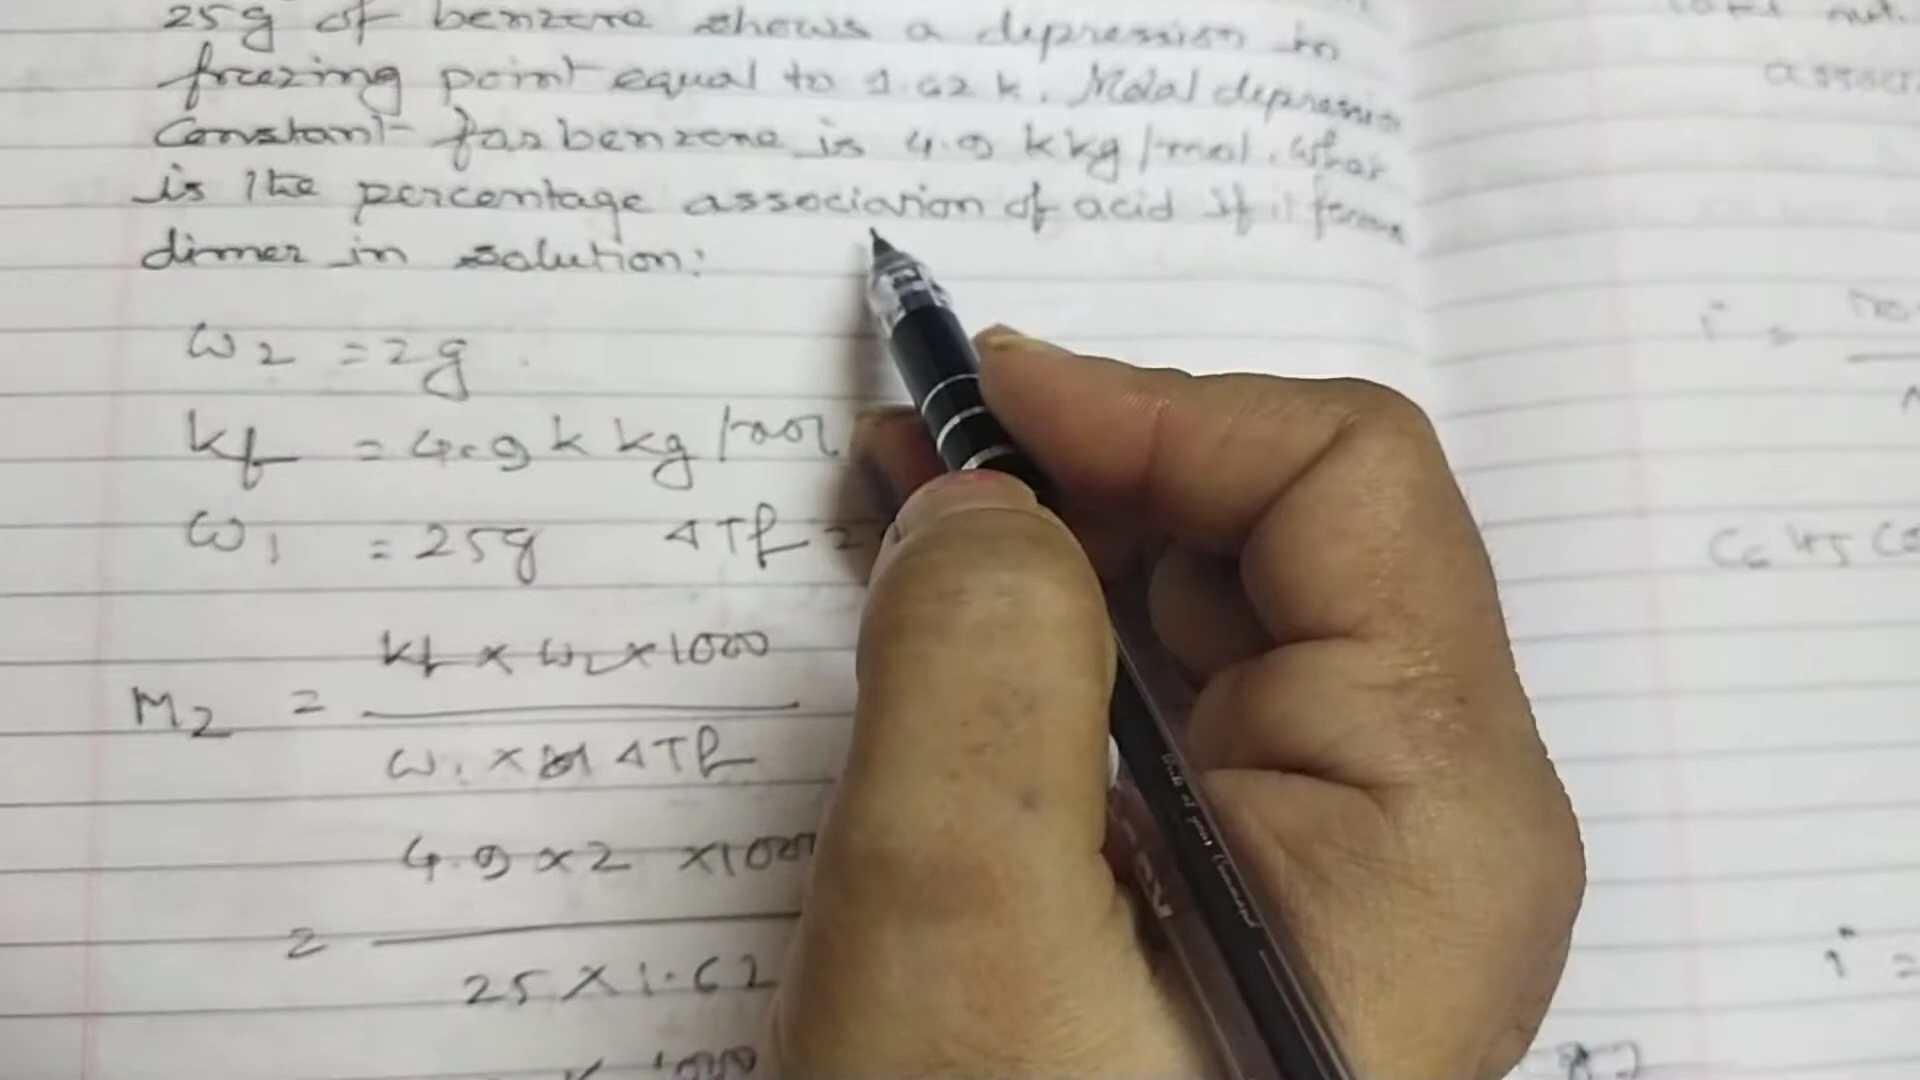 25g of benzene shows a depression in
freezing point equal to 1.62 k. Molal depression
Constant for benzene is 4.9 k kg/mol. What
is the percentage association of acid if it forms
dimer in solution:
ω2 = 2g
kf = 4.9 k kg/mol
ω1 = 25g ΔTf =
M2 = kf x ω2 x 1000
ω1 x ΔTf
4.9 x 2 x 1000
=
25 x 1.62
x 1000
not.
i =
C6H5CO
i =